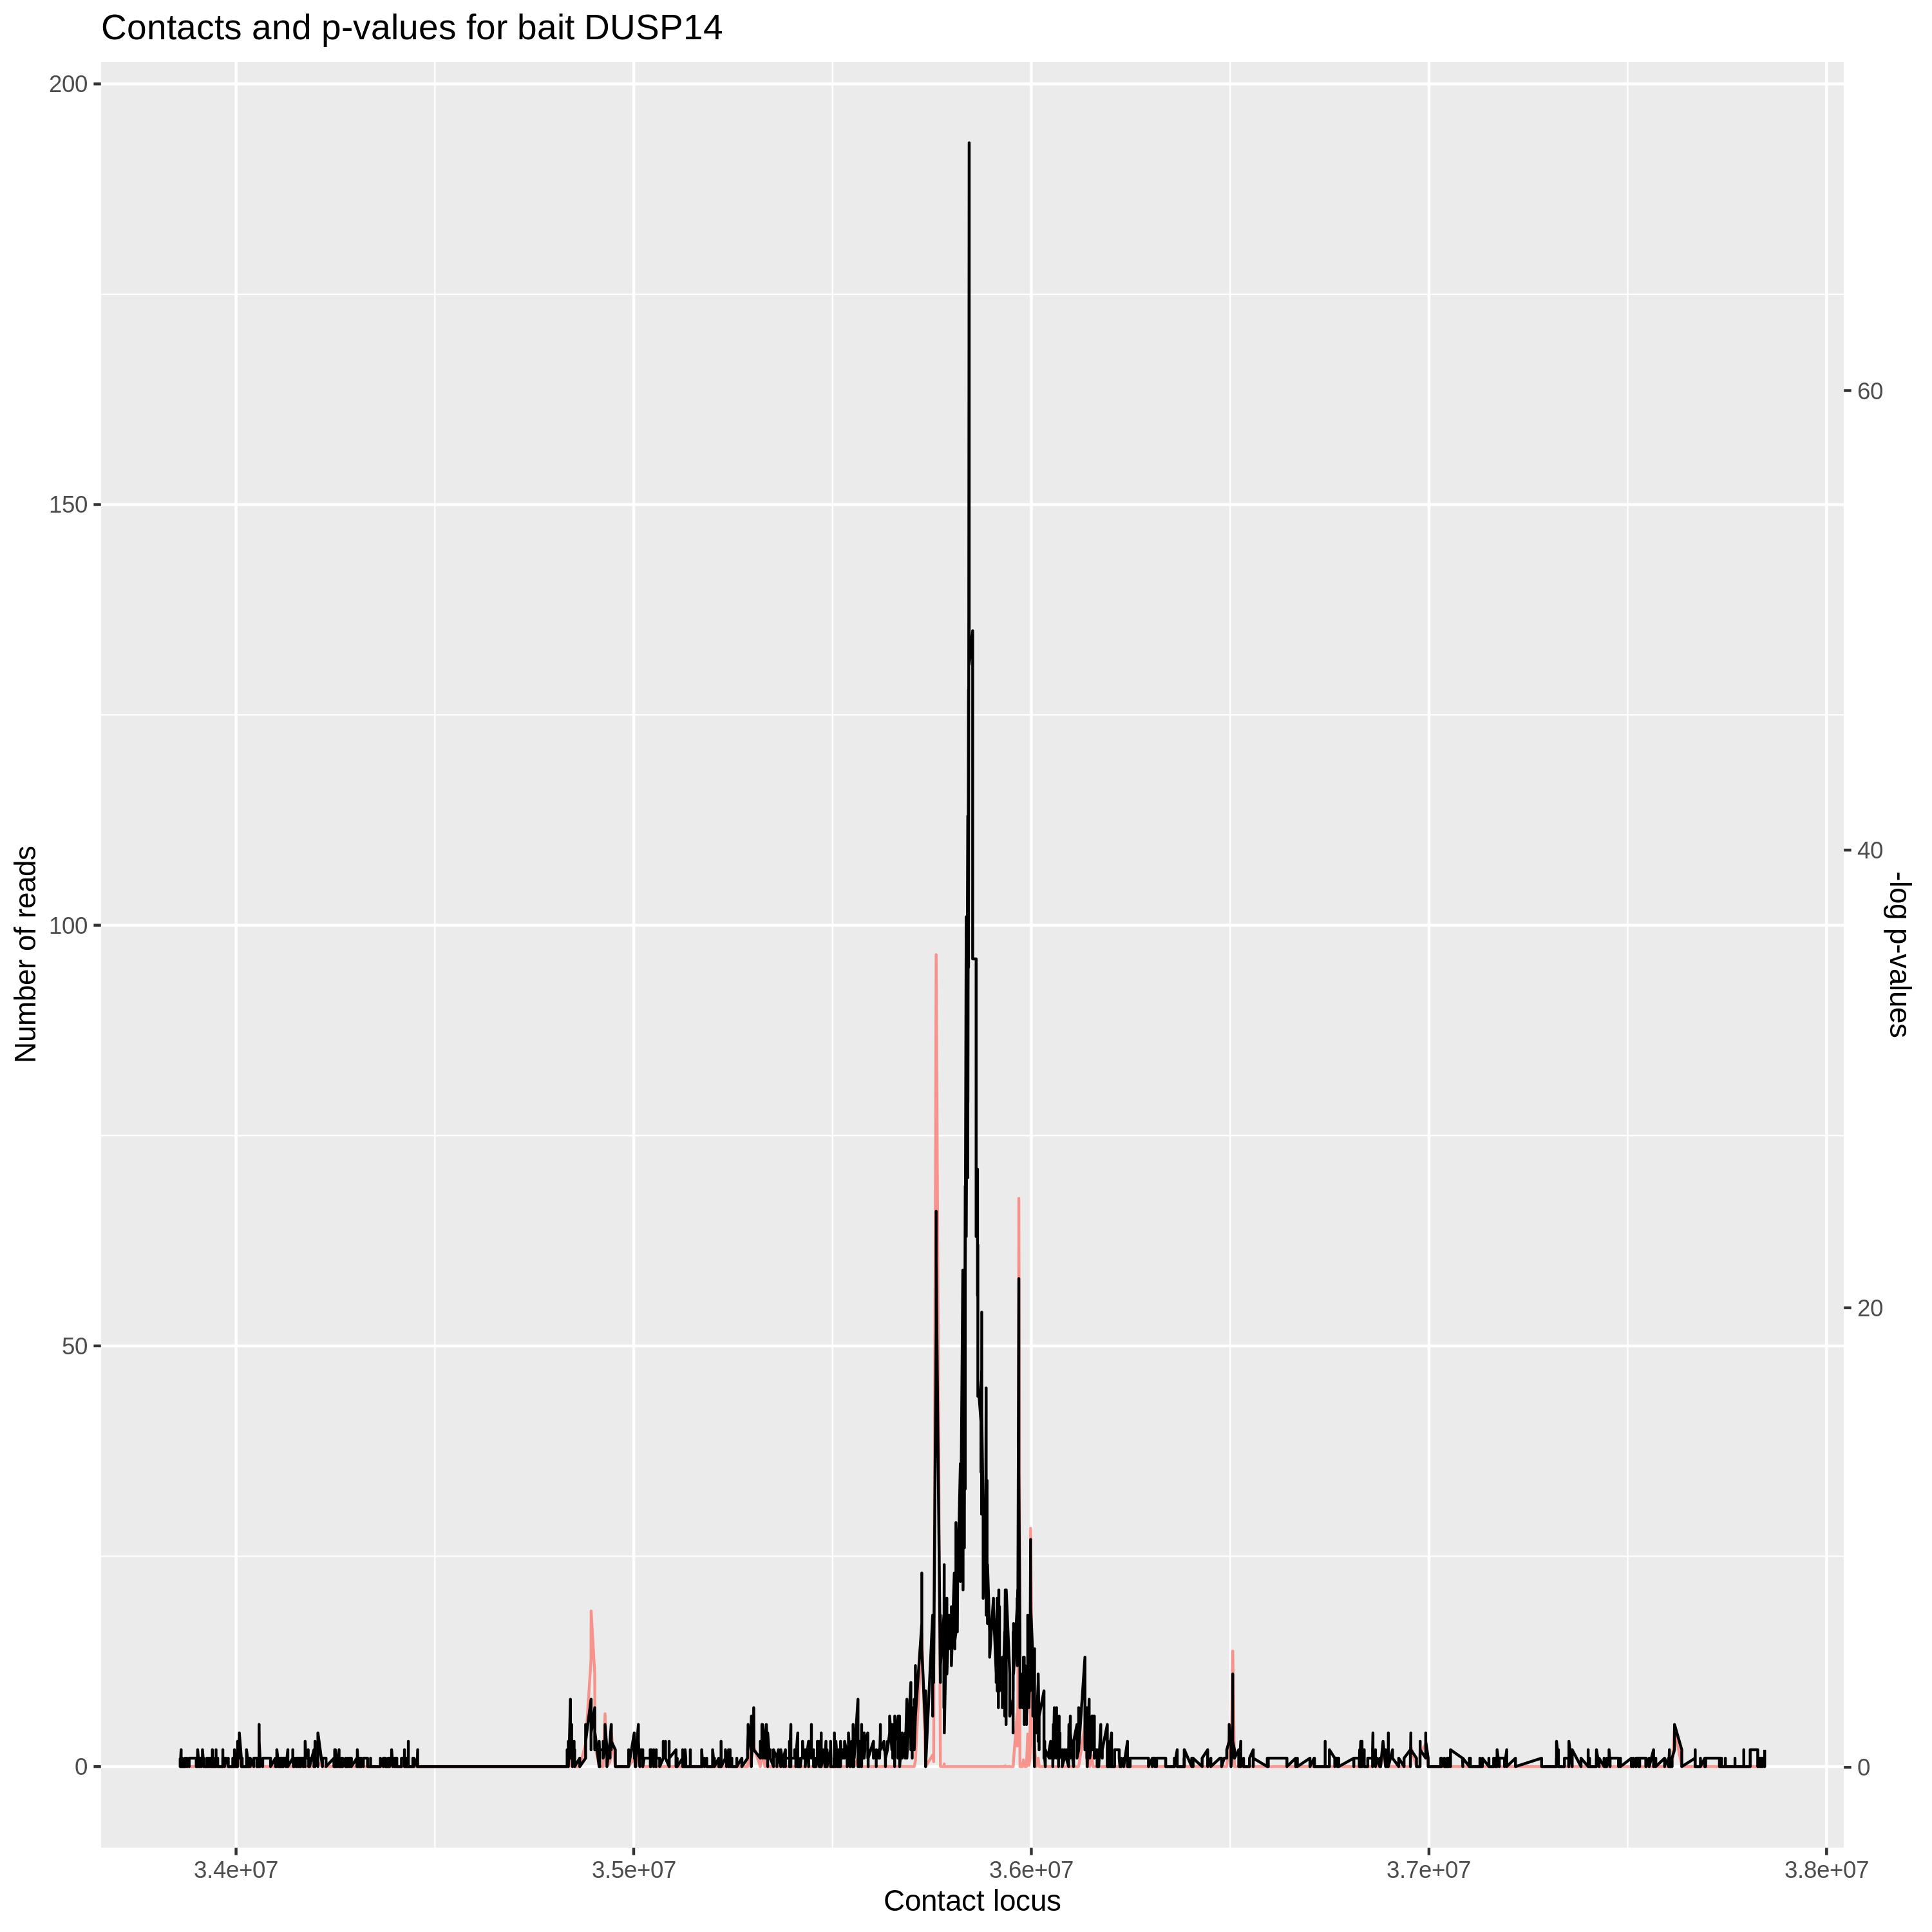 Contacts and p-values for bait DUSP14
200
150
100
50
0
Number of reads
60
40
20
0
-log p-values
3.4e+07
3.5e+07
3.6e+07
3.7e+07
3.8e+07
Contact locus